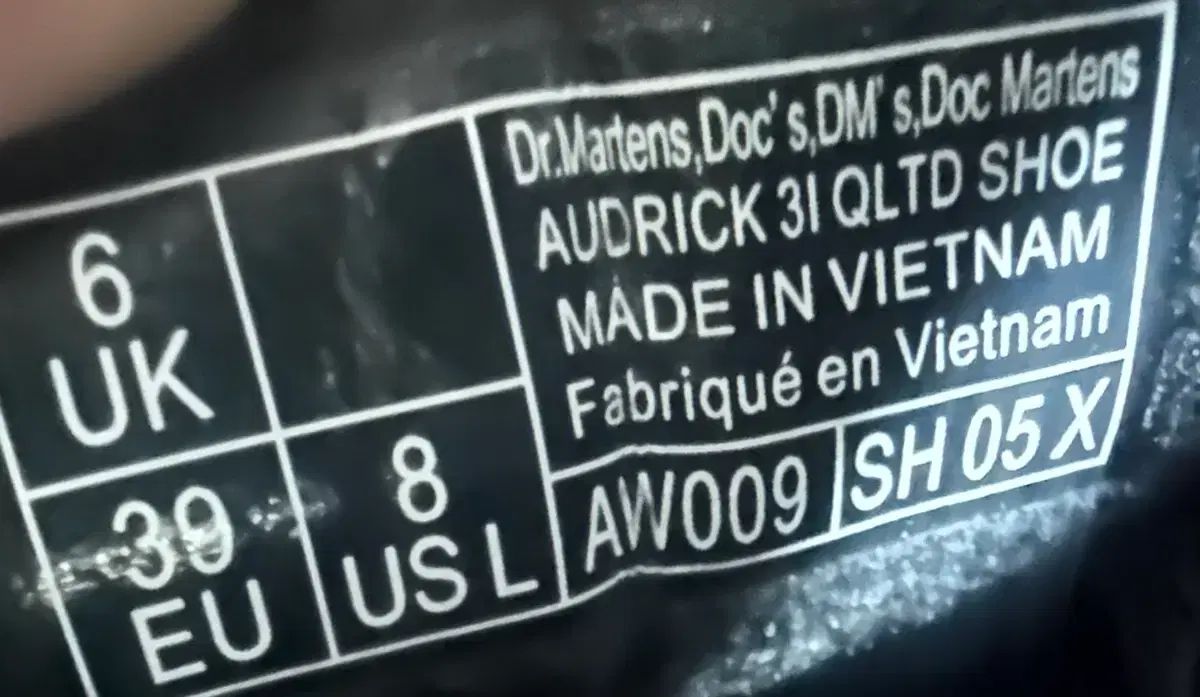 6
UK
39
EU
8
US L
Dr.Martens,Doc's,DM's,Doc Martens
AUDRICK 3I QLTD SHOE
MADE IN VIETNAM
Fabriqué en Vietnam
AW009
SH 05 X